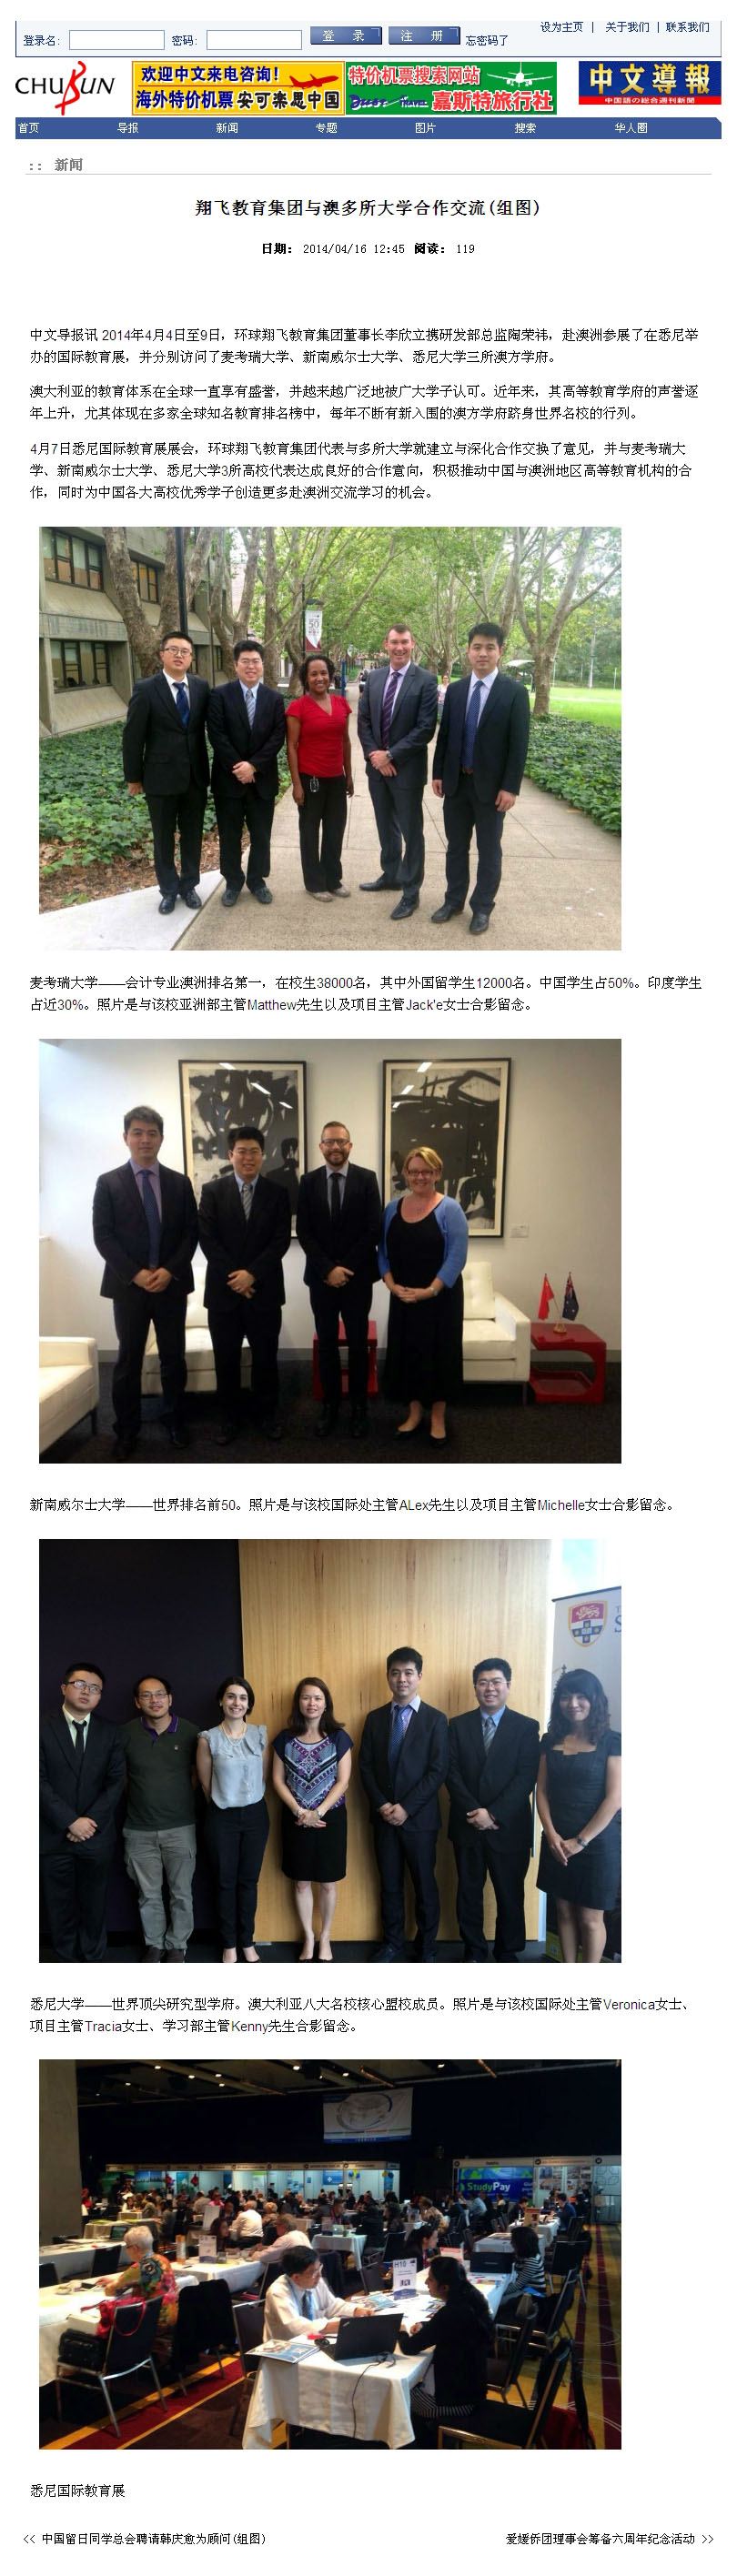 登录名: 密码: 登 录 注 册 忘密码了 设为主页 | 关于我们 | 联系我们
CHUBUN
欢迎中文来电咨询! 特价机票搜索网站
海外特价机票 安可来思中国 嘉斯特旅行社
中文導報
中国語の総合週刊新聞
首页 导报 新闻 专题 图片 搜索 华人圈
:: 新闻
翔飞教育集团与澳多所大学合作交流(组图)
日期: 2014/04/16 12:45 阅读: 119
中文导报讯 2014年4月4日至9日，环球翔飞教育集团董事长李欣立携研发部总监陶荣祎，赴澳洲参展了在悉尼举
办的国际教育展，并分别访问了麦考瑞大学、新南威尔士大学、悉尼大学三所澳方学府。
澳大利亚的教育体系在全球一直享有盛誉，并越来越广泛地被广大学子认可。近年来，其高等教育学府的声誉逐
年上升，尤其体现在多家全球知名教育排名榜中，每年不断有新入围的澳方学府跻身世界名校的行列。
4月7日悉尼国际教育展展会，环球翔飞教育集团代表与多所大学就建立与深化合作交换了意见，并与麦考瑞大
学、新南威尔士大学、悉尼大学3所高校代表达成良好的合作意向，积极推动中国与澳洲地区高等教育机构的合
作，同时为中国各大高校优秀学子创造更多赴澳洲交流学习的机会。
50
麦考瑞大学——会计专业澳洲排名第一，在校生38000名，其中外国留学生12000名。中国学生占50%。印度学生
占近30%。照片是与该校亚洲部主管Matthew先生以及项目主管Jack'e女士合影留念。
新南威尔士大学——世界排名前50。照片是与该校国际处主管ALex先生以及项目主管Michelle女士合影留念。
悉尼大学——世界顶尖研究型学府。澳大利亚八大名校核心盟校成员。照片是与该校国际处主管Veronica女士、
项目主管Tracia女士、学习部主管Kenny先生合影留念。
StudyPay
H10
悉尼国际教育展
<< 中国留日同学总会聘请韩庆愈为顾问(组图) 爱媛侨团理事会筹备六周年纪念活动 >>